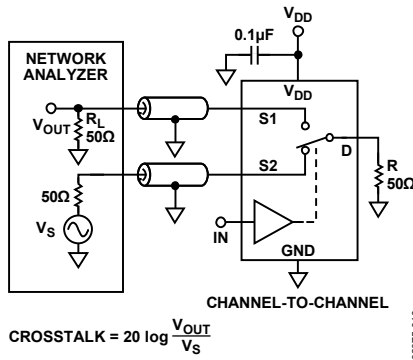 NETWORK
ANALYZER
VOUT
RL
50Ω
50Ω
VS
0.1µF
VDD
VDD
S1
S2
D
R
50Ω
IN
GND
CHANNEL-TO-CHANNEL
CROSSTALK = 20 log VOUT/VS